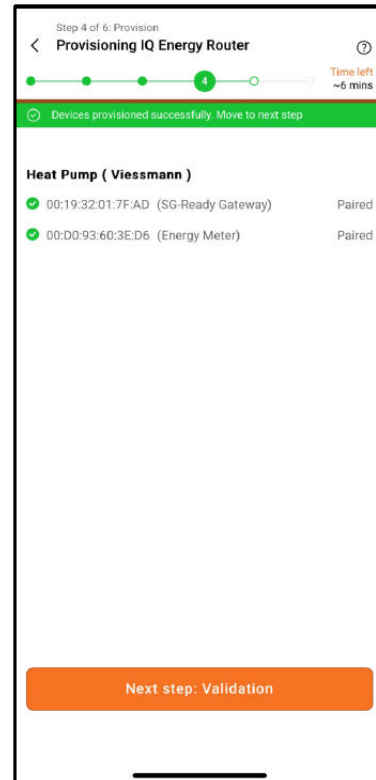 Step 4 of 6: Provision
Provisioning IQ Energy Router
Time left
4
~6 mins
Devices provisioned successfully. Move to next step
Heat Pump ( Viessmann )
00:19:32:01:7F:AD (SG-Ready Gateway) Paired
00:D0:93:60:3E:D6 (Energy Meter) Paired
Next step: Validation